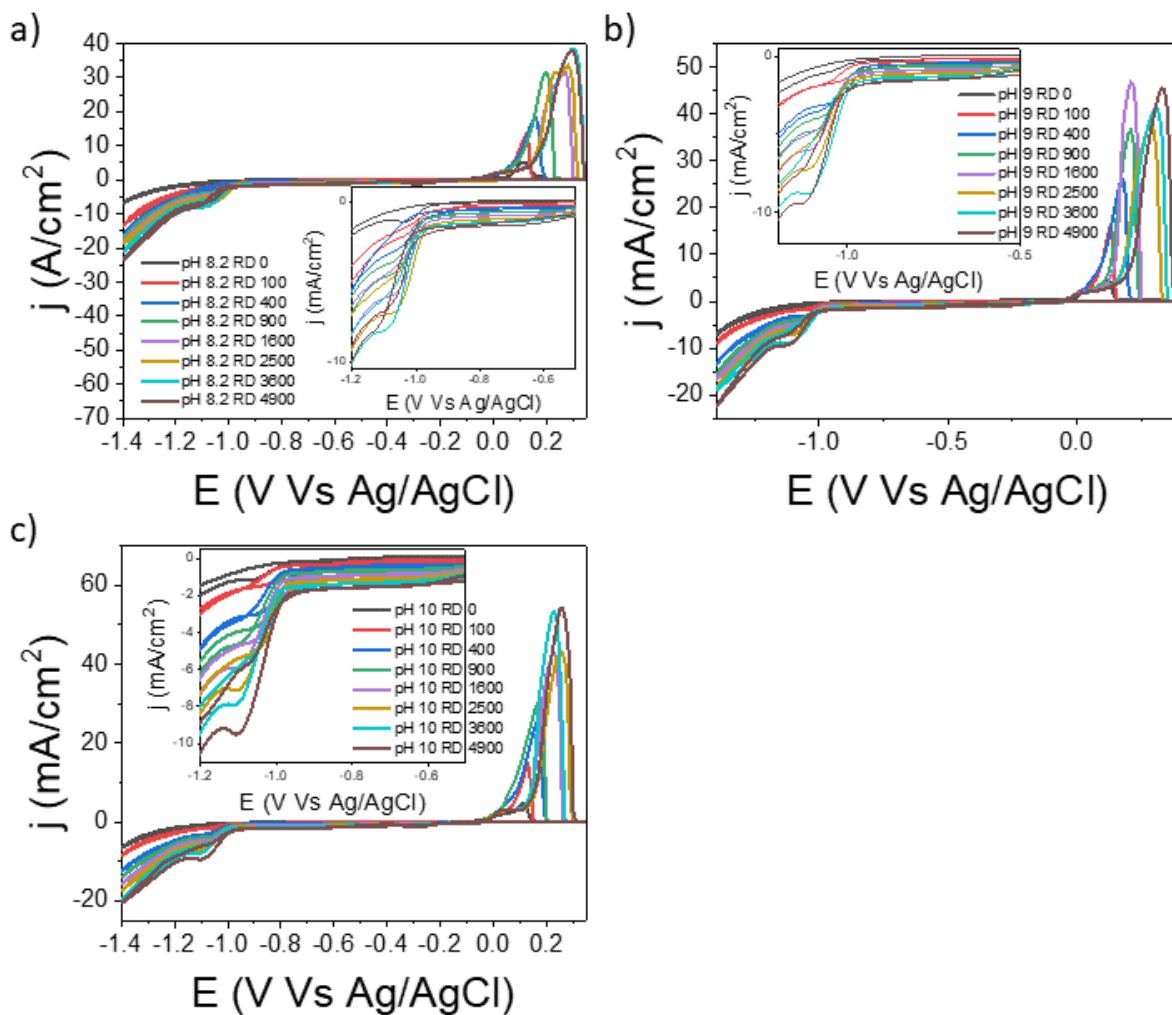 a)
40
30
20
10
0
-10
-20
-30
-40
-50
-60
-70
j (A/cm²)
pH 8.2 RD 0
pH 8.2 RD 100
pH 8.2 RD 400
pH 8.2 RD 900
pH 8.2 RD 1600
pH 8.2 RD 2500
pH 8.2 RD 3600
pH 8.2 RD 4900
0
-10
j (mA/cm²)
-1.2 -1.0 -0.8 -0.6
E (V Vs Ag/AgCl)
-1.4 -1.2 -1.0 -0.8 -0.6 -0.4 -0.2 0.0 0.2
E (V Vs Ag/AgCl)
b)
50
40
30
20
10
0
-10
-20
j (mA/cm²)
0
-10
j (mA/cm²)
-1.0 -0.5
E (V Vs Ag/AgCl)
pH 9 RD 0
pH 9 RD 100
pH 9 RD 400
pH 9 RD 900
pH 9 RD 1600
pH 9 RD 2500
pH 9 RD 3600
pH 9 RD 4900
-1.0 -0.5 0.0
E (V Vs Ag/AgCl)
c)
60
40
20
0
-20
j (mA/cm²)
0
-2
-4
-6
-8
-10
j (mA/cm²)
pH 10 RD 0
pH 10 RD 100
pH 10 RD 400
pH 10 RD 900
pH 10 RD 1600
pH 10 RD 2500
pH 10 RD 3600
pH 10 RD 4900
-1.2 -1.0 -0.8 -0.6
E (V Vs Ag/AgCl)
-1.4 -1.2 -1.0 -0.8 -0.6 -0.4 -0.2 0.0 0.2
E (V Vs Ag/AgCl)